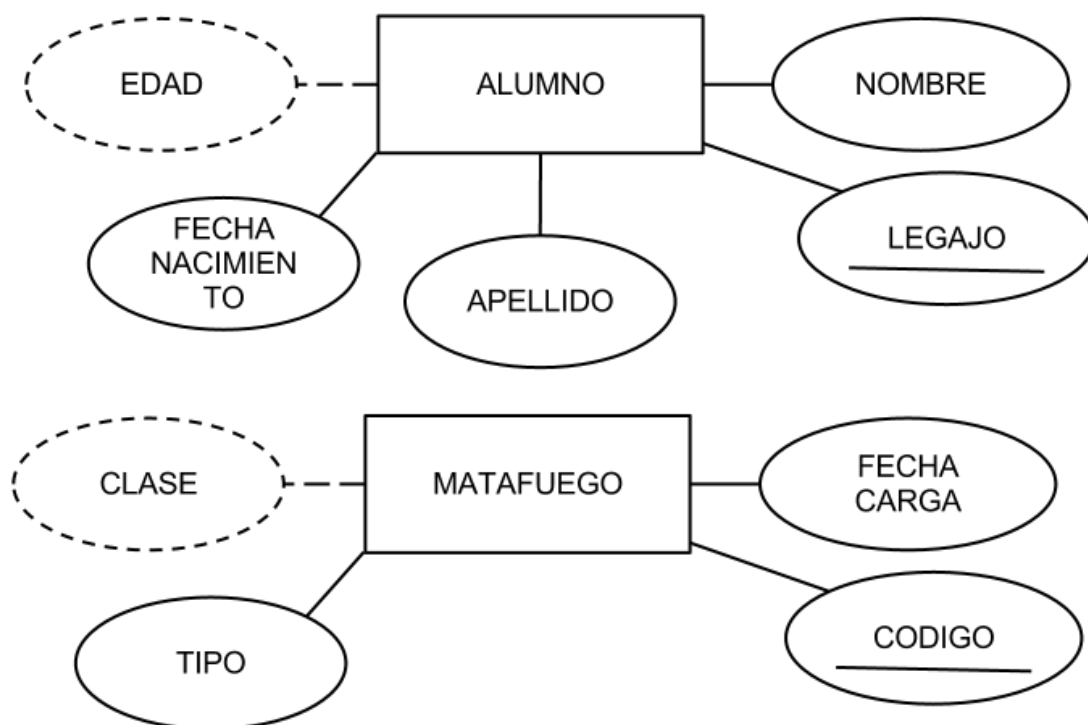 EDAD
ALUMNO
NOMBRE
FECHA
NACIMIEN
TO
APELLIDO
LEGAJO
CLASE
MATAFUEGO
FECHA
CARGA
TIPO
CODIGO